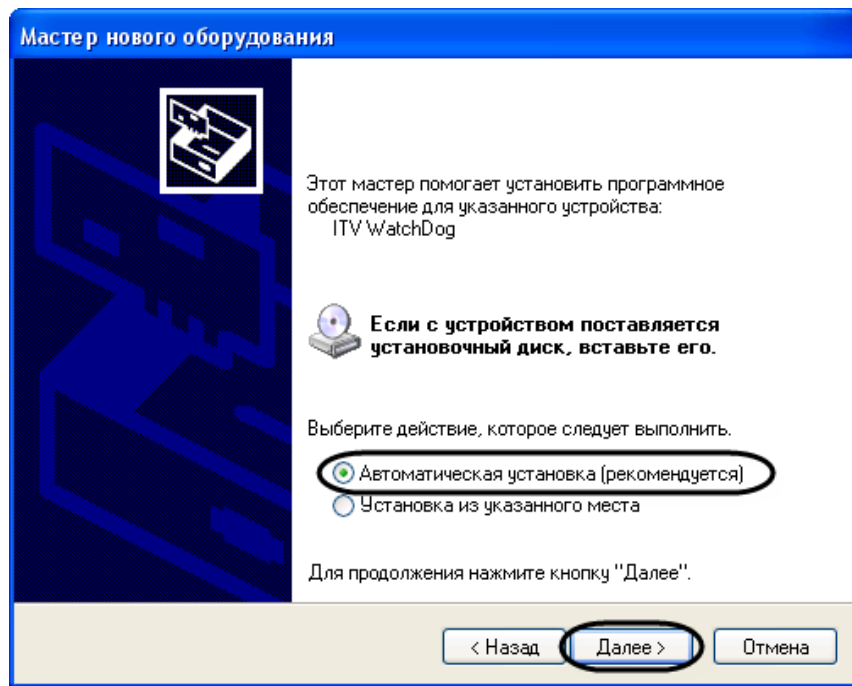 Мастер нового оборудования
Этот мастер помогает установить программное
обеспечение для указанного устройства:
ITV WatchDog
Если с устройством поставляется
установочный диск, вставьте его.
Выберите действие, которое следует выполнить.
Автоматическая установка (рекомендуется)
Установка из указанного места
Для продолжения нажмите кнопку "Далее".
< Назад Далее > Отмена